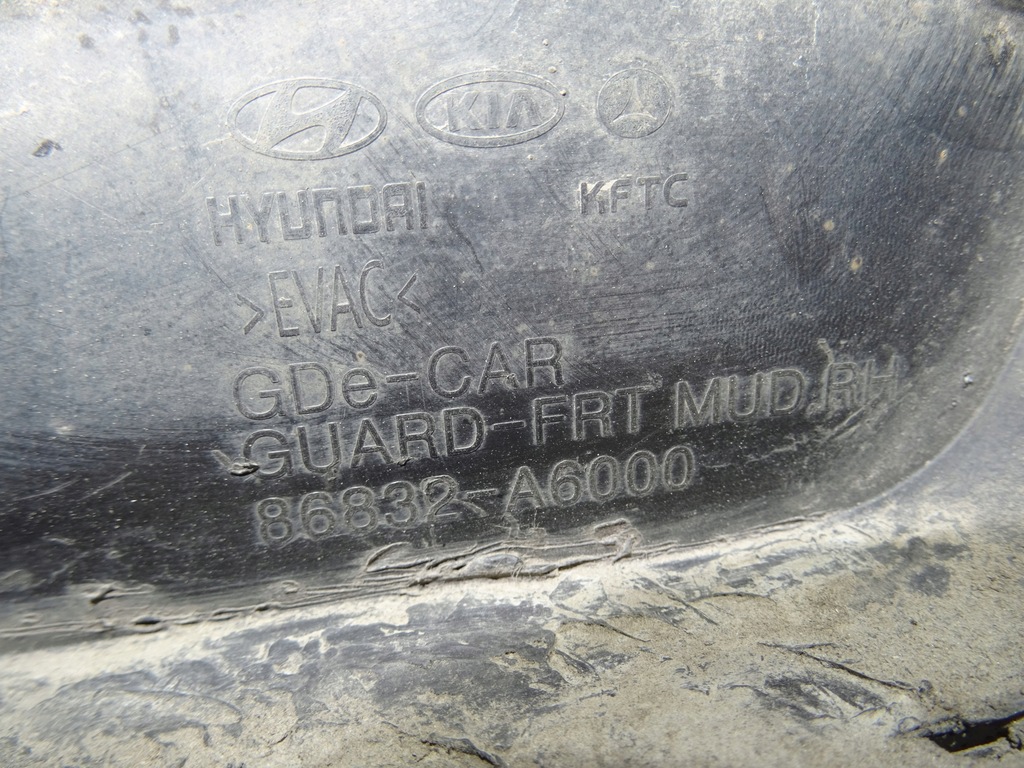 KIA
HYUNDAI KFTC
>EVAC<
GDe-CAR
GUARD-FRT MUD,RH
86832-A6000